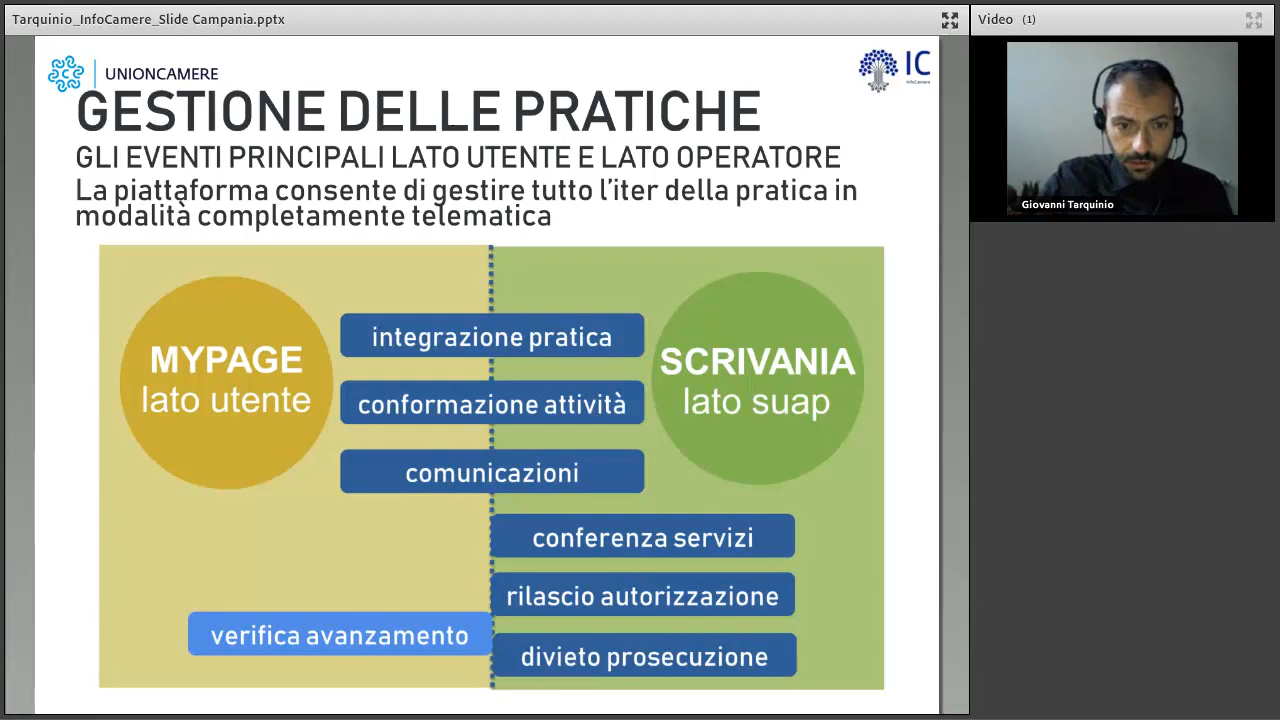 Tarquinio_InfoCamere_Slide Campania.pptx
Video (1)
UNIONCAMERE
IC
InfoCamere
GESTIONE DELLE PRATICHE
GLI EVENTI PRINCIPALI LATO UTENTE E LATO OPERATORE
La piattaforma consente di gestire tutto l’iter della pratica in
modalità completamente telematica
Giovanni Tarquinio
MYPAGE
lato utente
integrazione pratica
conformazione attività
comunicazioni
SCRIVANIA
lato suap
conferenza servizi
rilascio autorizzazione
verifica avanzamento
divieto prosecuzione